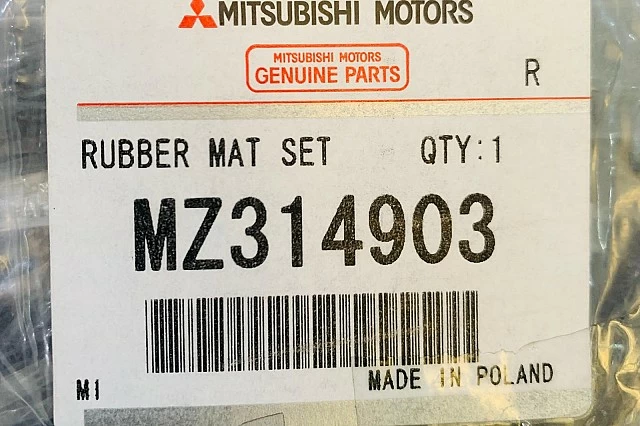 MITSUBISHI MOTORS
MITSUBISHI MOTORS
GENUINE PARTS
R
RUBBER MAT SET QTY:1
MZ314903
M1
MADE IN POLAND